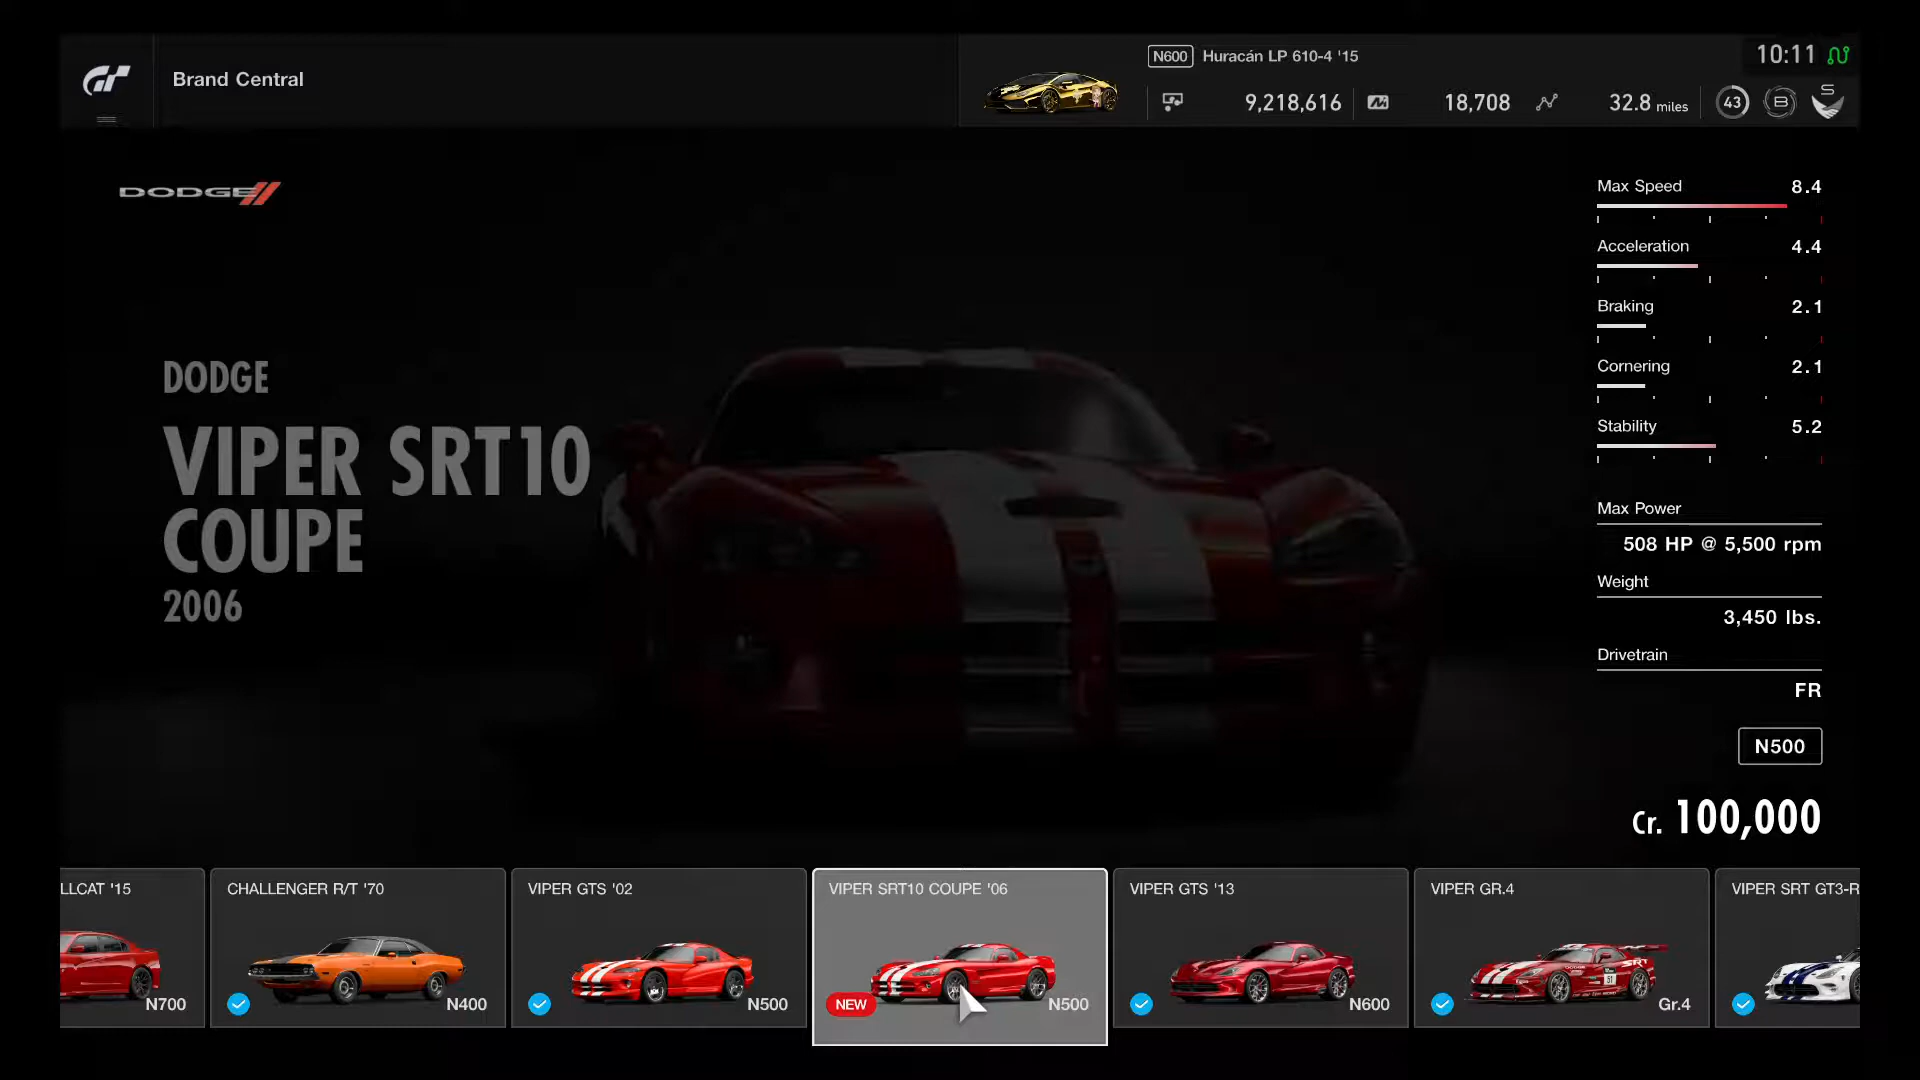 Brand Central
N600 Huracán LP 610-4 '15
10:11
9,218,616
18,708
32.8 miles
43
B
S
DODGE
Max Speed 8.4
Acceleration 4.4
Braking 2.1
Cornering 2.1
Stability 5.2
DODGE
VIPER SRT10
COUPE
2006
Max Power
508 HP @ 5,500 rpm
Weight
3,450 lbs.
Drivetrain
FR
N500
Cr. 100,000
LLCAT '15
N700
CHALLENGER R/T '70
N400
VIPER GTS '02
N500
VIPER SRT10 COUPE '06
NEW
N500
VIPER GTS '13
N600
VIPER GR.4
Gr.4
VIPER SRT GT3-R